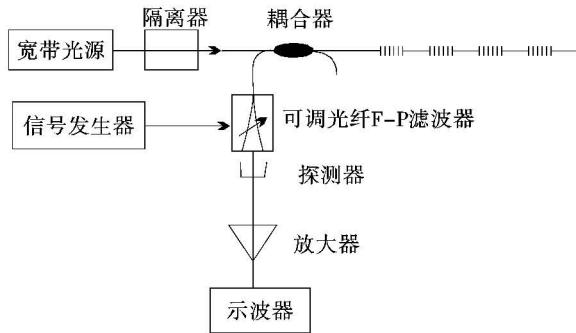 隔离器
耦合器
宽带光源
信号发生器
可调光纤F-P滤波器
探测器
放大器
示波器